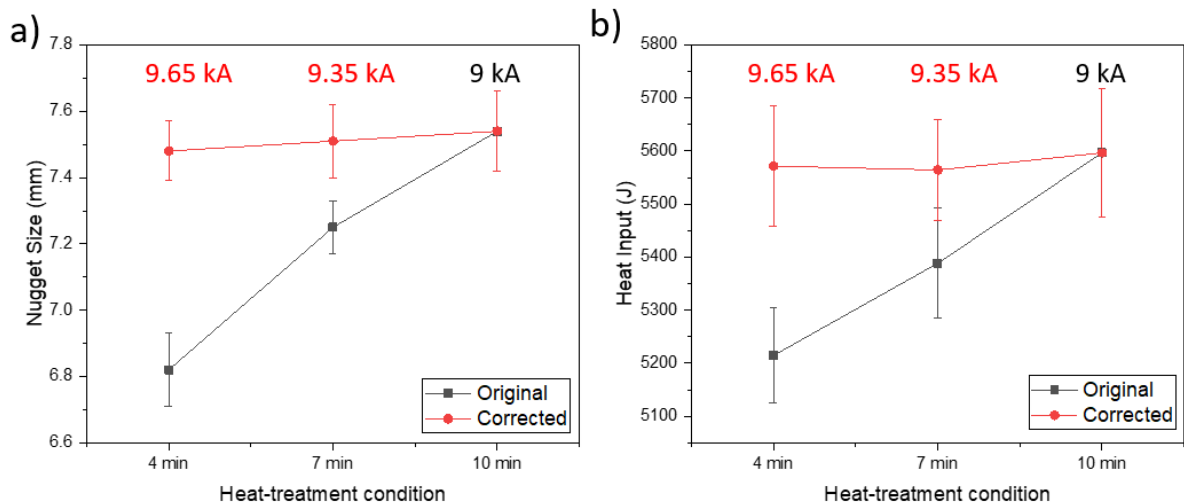 a)
9.65 kA 9.35 kA 9 kA
Nugget Size (mm)
7.8
7.6
7.4
7.2
7.0
6.8
6.6
Original
Corrected
4 min 7 min 10 min
Heat-treatment condition
b)
9.65 kA 9.35 kA 9 kA
Heat Input (J)
5800
5700
5600
5500
5400
5300
5200
5100
Original
Corrected
4 min 7 min 10 min
Heat-treatment condition